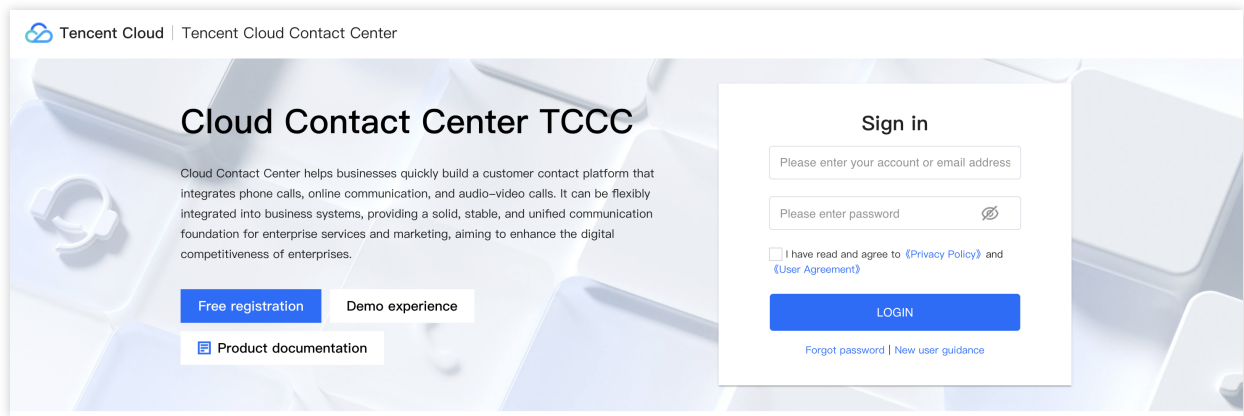 Tencent Cloud | Tencent Cloud Contact Center
Cloud Contact Center TCCC
Cloud Contact Center helps businesses quickly build a customer contact platform that
integrates phone calls, online communication, and audio-video calls. It can be flexibly
integrated into business systems, providing a solid, stable, and unified communication
foundation for enterprise services and marketing, aiming to enhance the digital
competitiveness of enterprises.
Free registration
Demo experience
Product documentation
Sign in
Please enter your account or email address
Please enter password
I have read and agree to 《Privacy Policy》 and
《User Agreement》
LOGIN
Forgot password | New user guidance